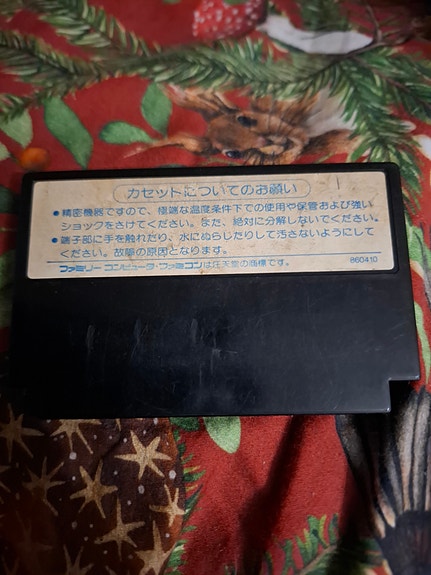 カセットについてのお願い
●精密機器ですので、極端な温度条件下での使用や保管および強い
ショックをさけてください。また、絶対に分解しないでください。
●端子部に手を触れたり、水にぬらしたりして汚さないようにして
ください。故障の原因となります。
ファミリーコンピュータ・ファミコンは任天堂の商標です。
860410